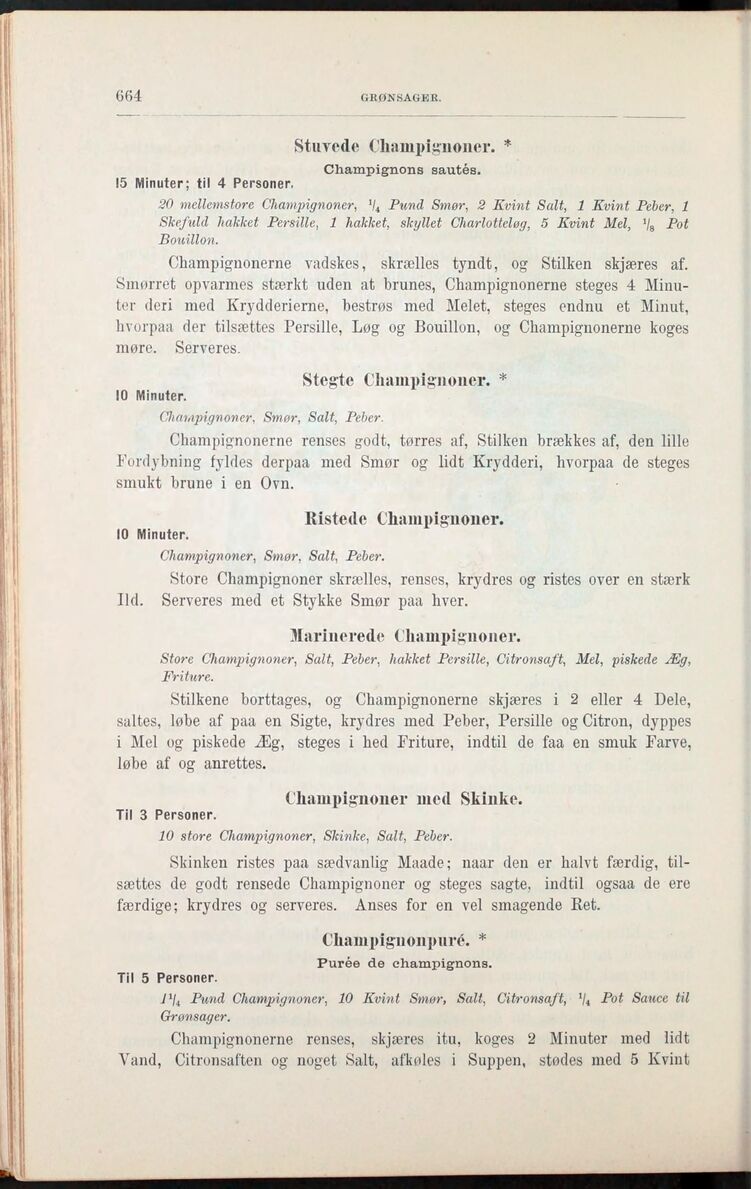 664
GRØNSAGER.
Stuvede Champignoner. *
Champignons sautés.
15 Minuter; til 4 Personer.
20 mellemstore Champignoner, 1/4 Pund Smør, 2 Kvint Salt, 1 Kvint Peber, 1
Skefuld hakket Persille, 1 hakket, skyllet Charlotteløg, 5 Kvint Mel, 1/8 Pot
Bouillon.
Champignonerne vadskes, skrælles tyndt, og Stilken skjæres af.
Smørret opvarmes stærkt uden at brunes, Champignonerne steges 4 Minu-
ter deri med Krydderierne, bestrøs med Melet, steges endnu et Minut,
hvorpaa der tilsættes Persille, Løg og Bouillon, og Champignonerne koges
møre. Serveres.
Stegte Champignoner. *
10 Minuter.
Champignoner, Smør, Salt, Peber.
Champignonerne renses godt, tørres af, Stilken brækkes af, den lille
Fordybning fyldes derpaa med Smør og lidt Krydderi, hvorpaa de steges
smukt brune i en Ovn.
Ristede Champignoner.
10 Minuter.
Champignoner, Smør, Salt, Peber.
Store Champignoner skrælles, renses, krydres og ristes over en stærk
Ild. Serveres med et Stykke Smør paa hver.
Marinerede Champignoner.
Store Champignoner, Salt, Peber, hakket Persille, Citronsaft, Mel, piskede Æg,
Friture.
Stilkene borttages, og Champignonerne skjæres i 2 eller 4 Dele,
saltes, løbe af paa en Sigte, krydres med Peber, Persille og Citron, dyppes
i Mel og piskede Æg, steges i hed Friture, indtil de faa en smuk Farve,
løbe af og anrettes.
Champignoner med Skinke.
Til 3 Personer.
10 store Champignoner, Skinke, Salt, Peber.
Skinken ristes paa sædvanlig Maade; naar den er halvt færdig, til-
sættes de godt rensede Champignoner og steges sagte, indtil ogsaa de ere
færdige; krydres og serveres. Anses for en vel smagende Ret.
Champignonpuré. *
Purée de champignons.
Til 5 Personer.
1 1/4 Pund Champignoner, 10 Kvint Smør, Salt, Citronsaft, 1/4 Pot Sauce til
Grønsager.
Champignonerne renses, skjæres itu, koges 2 Minuter med lidt
Vand, Citronsaften og noget Salt, afkøles i Suppen, stødes med 5 Kvint